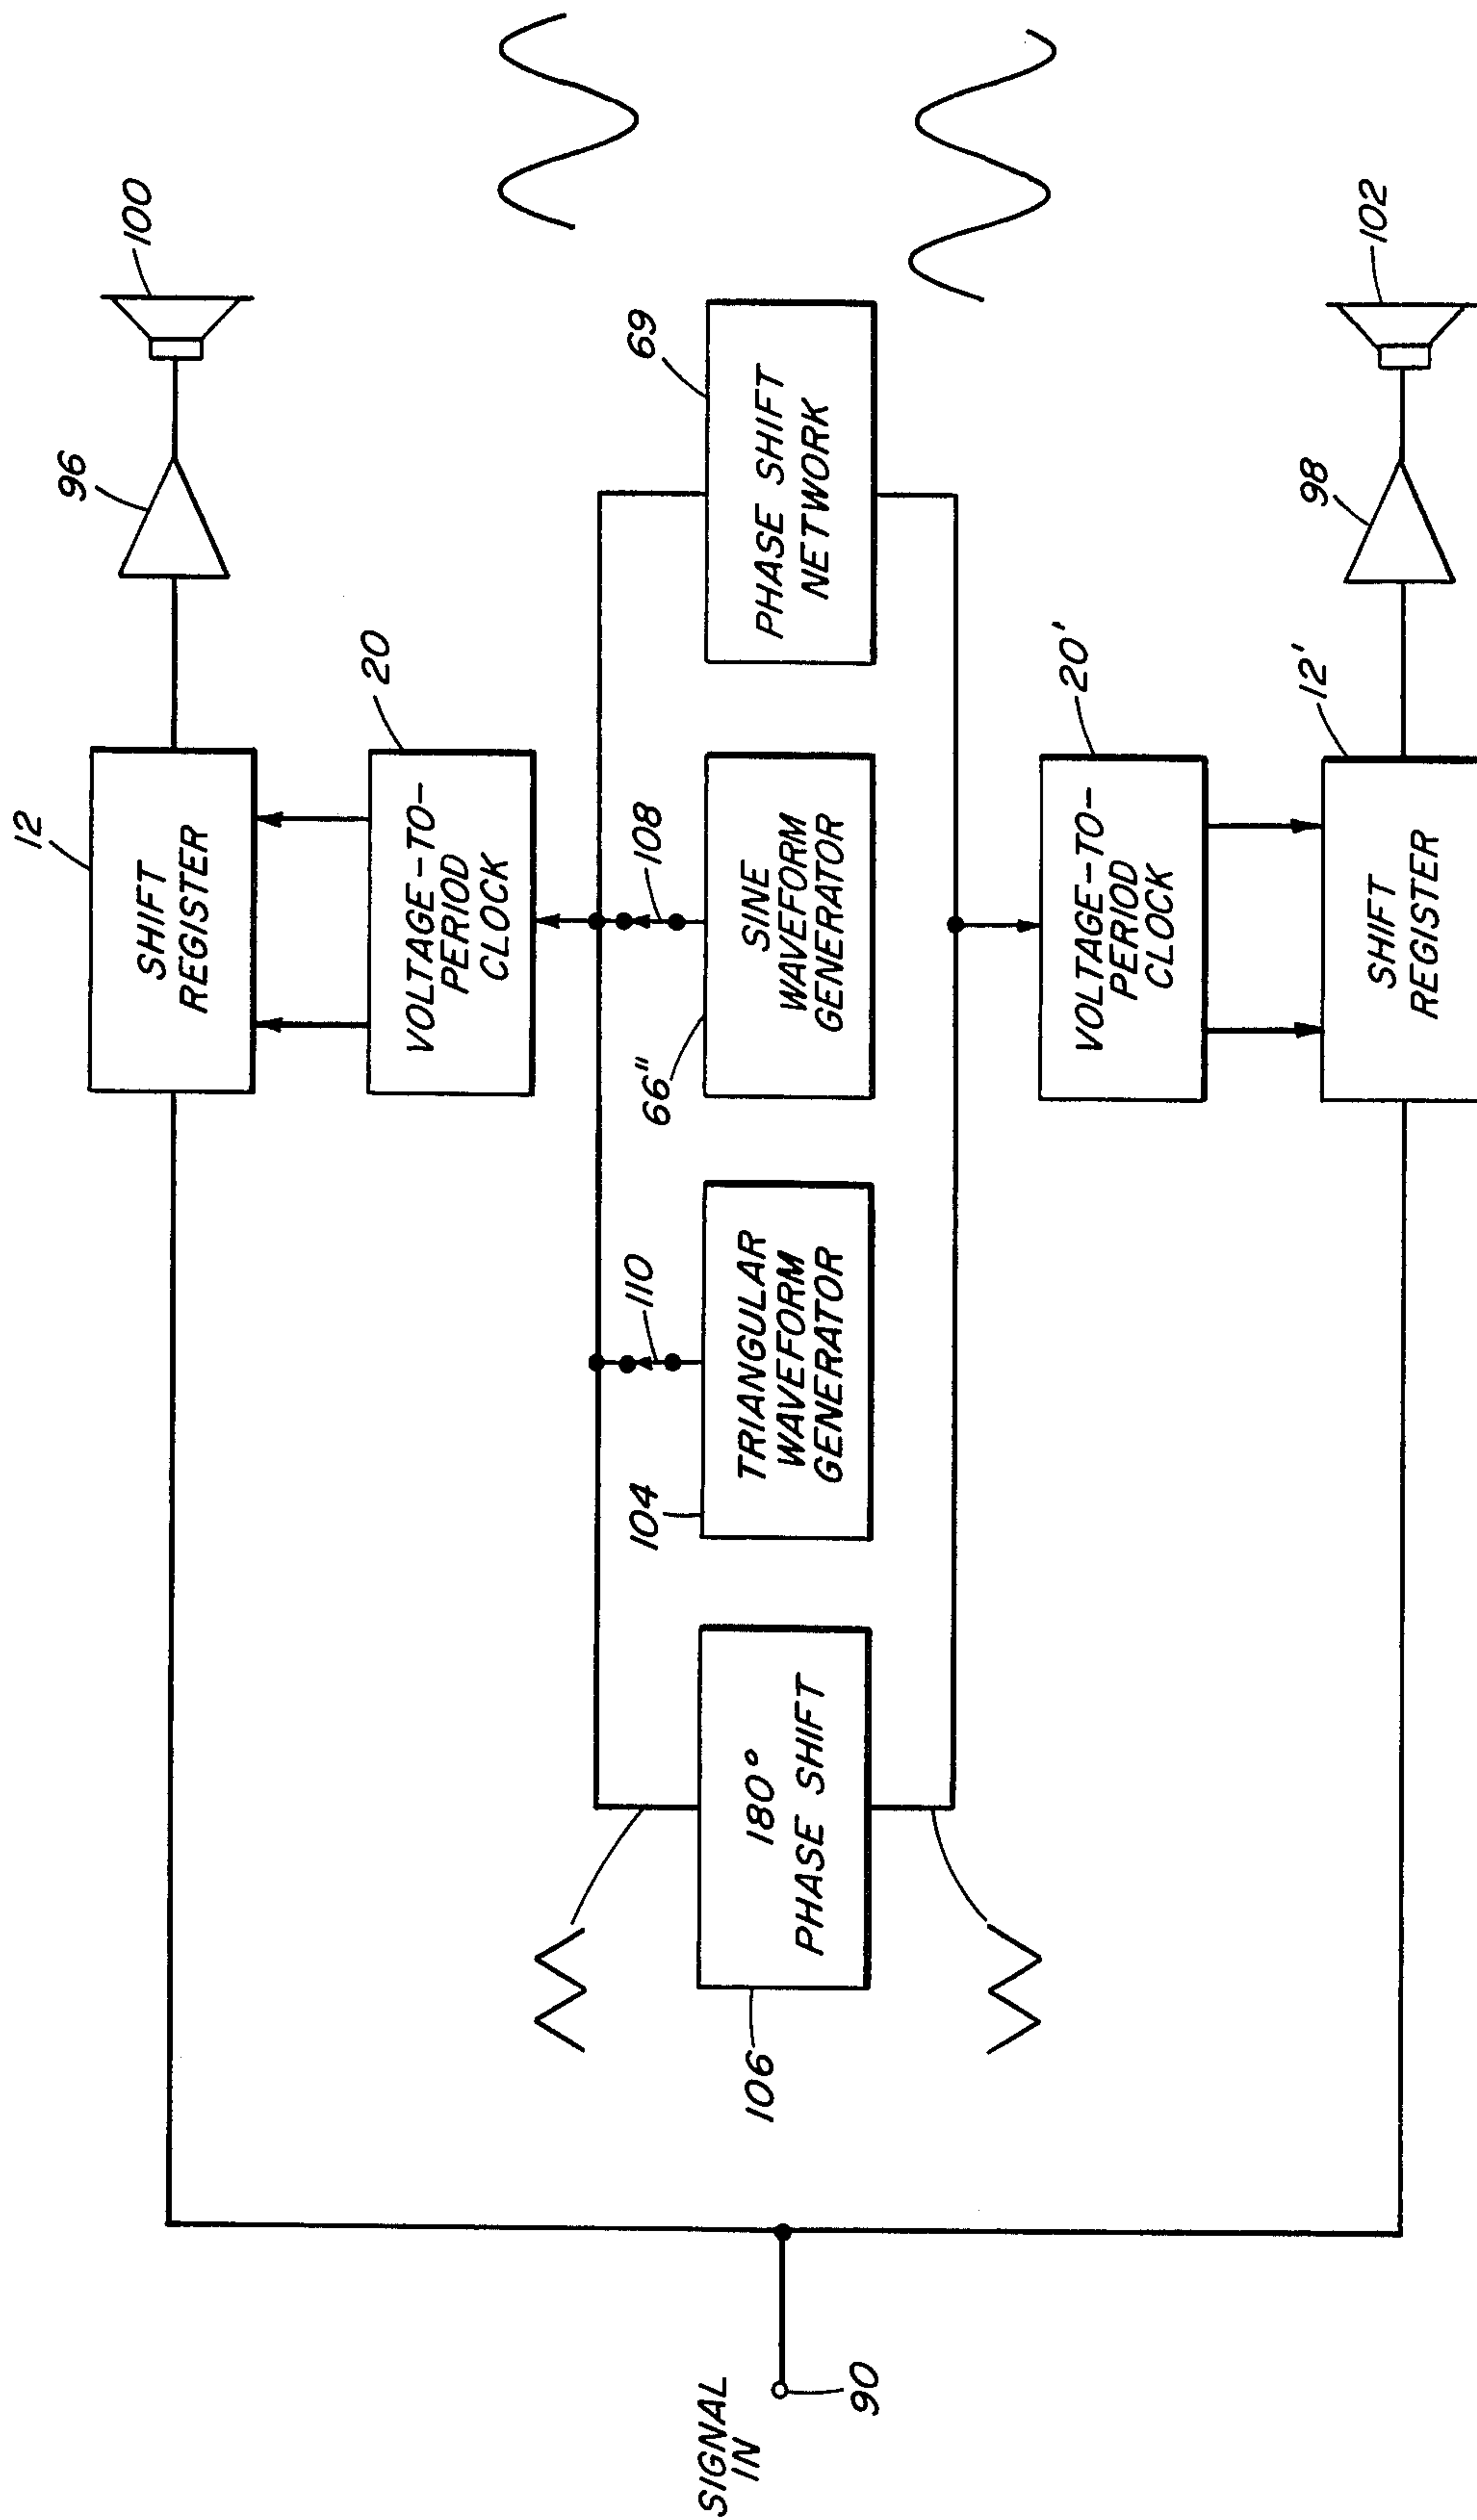 12
SHIFT
REGISTER
96
100
20
VOLTAGE-TO-
PERIOD
CLOCK
108
110
104
66"
69
106
180°
PHASE SHIFT
TRIANGULAR
WAVEFORM
GENERATOR
SINE
WAVEFORM
GENERATOR
PHASE SHIFT
NETWORK
SIGNAL
IN
90
20'
VOLTAGE-TO-
PERIOD
CLOCK
12'
SHIFT
REGISTER
98
102